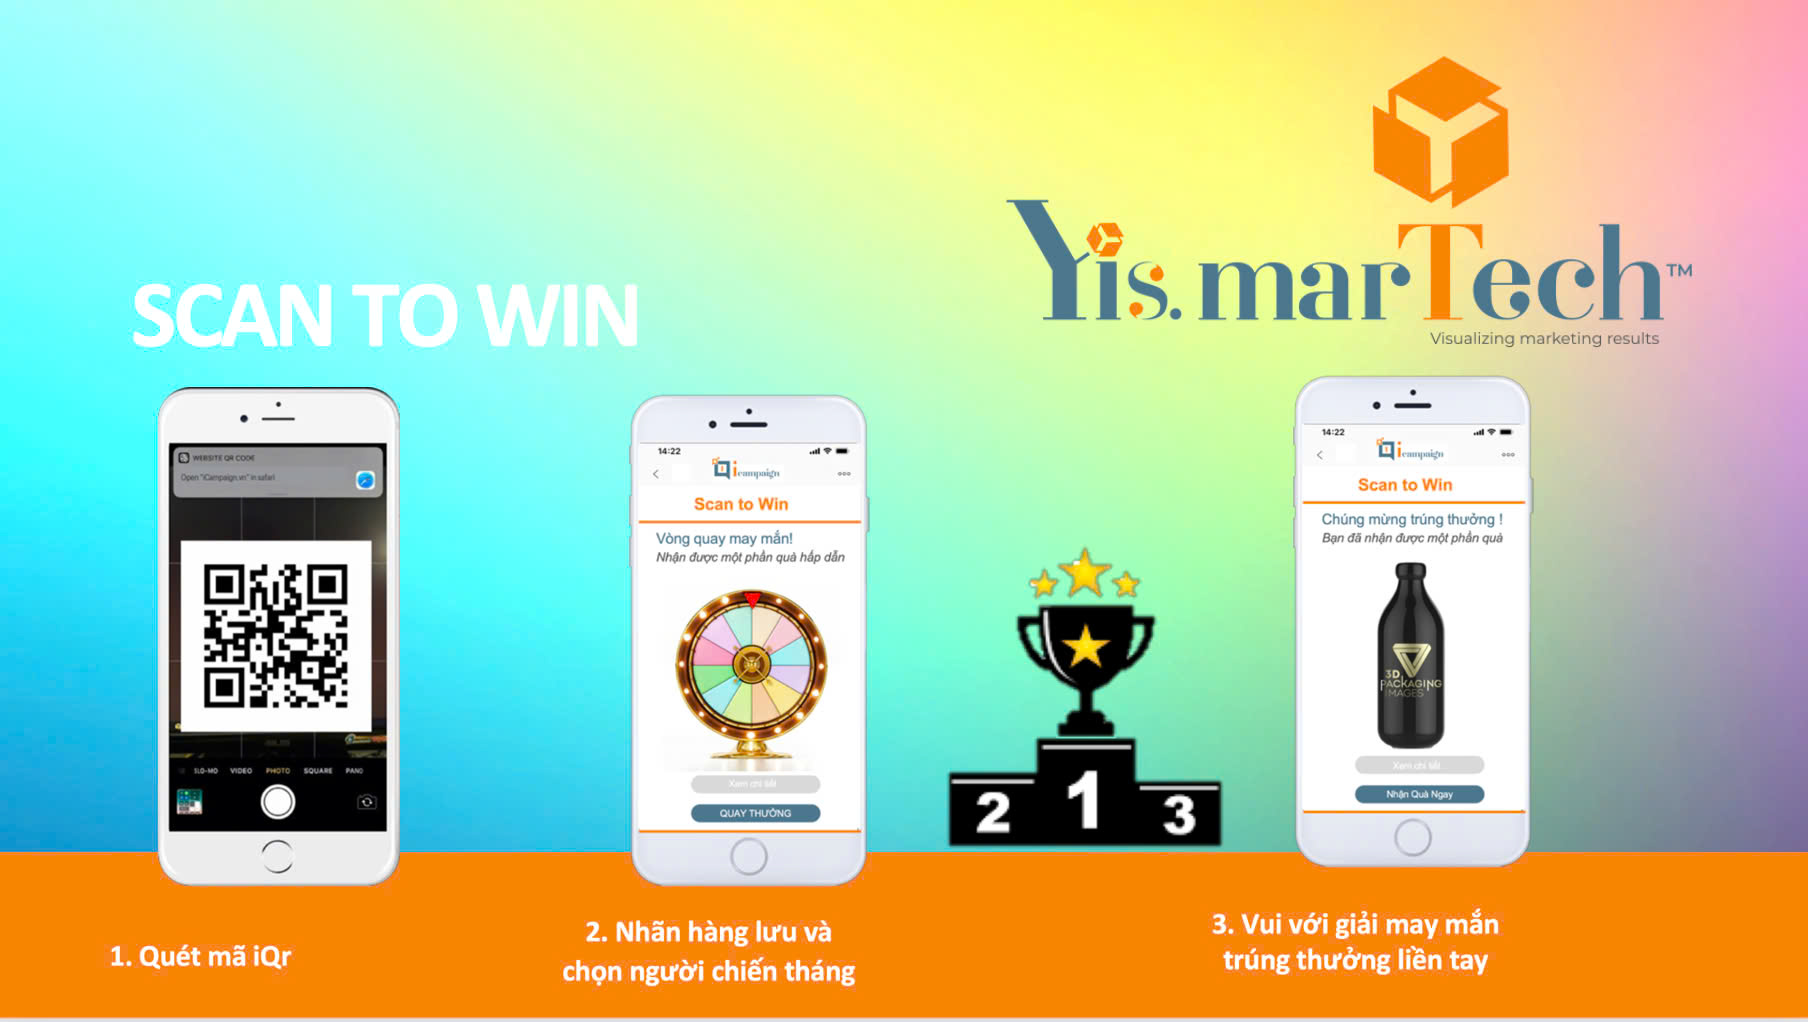 SCAN TO WIN
Yis.marTech™
Visualizing marketing results
WEBSITE QR CODE
Open "iCampaign.vn" in safari
SLO-MO VIDEO PHOTO SQUARE PANO
14:22
icampaign
Scan to Win
Vòng quay may mắn!
Nhận được một phần quà hấp dẫn
Xem chi tiết
QUAY THƯỞNG
2 1 3
14:22
icampaign
Scan to Win
Chúng mừng trúng thưởng !
Bạn đã nhận được một phần quà
3D
PACKAGING
IMAGES
Xem chi tiết
Nhận Quà Ngay
1. Quét mã iQr
2. Nhãn hàng lưu và
chọn người chiến tháng
3. Vui với giải may mắn
trúng thưởng liền tay